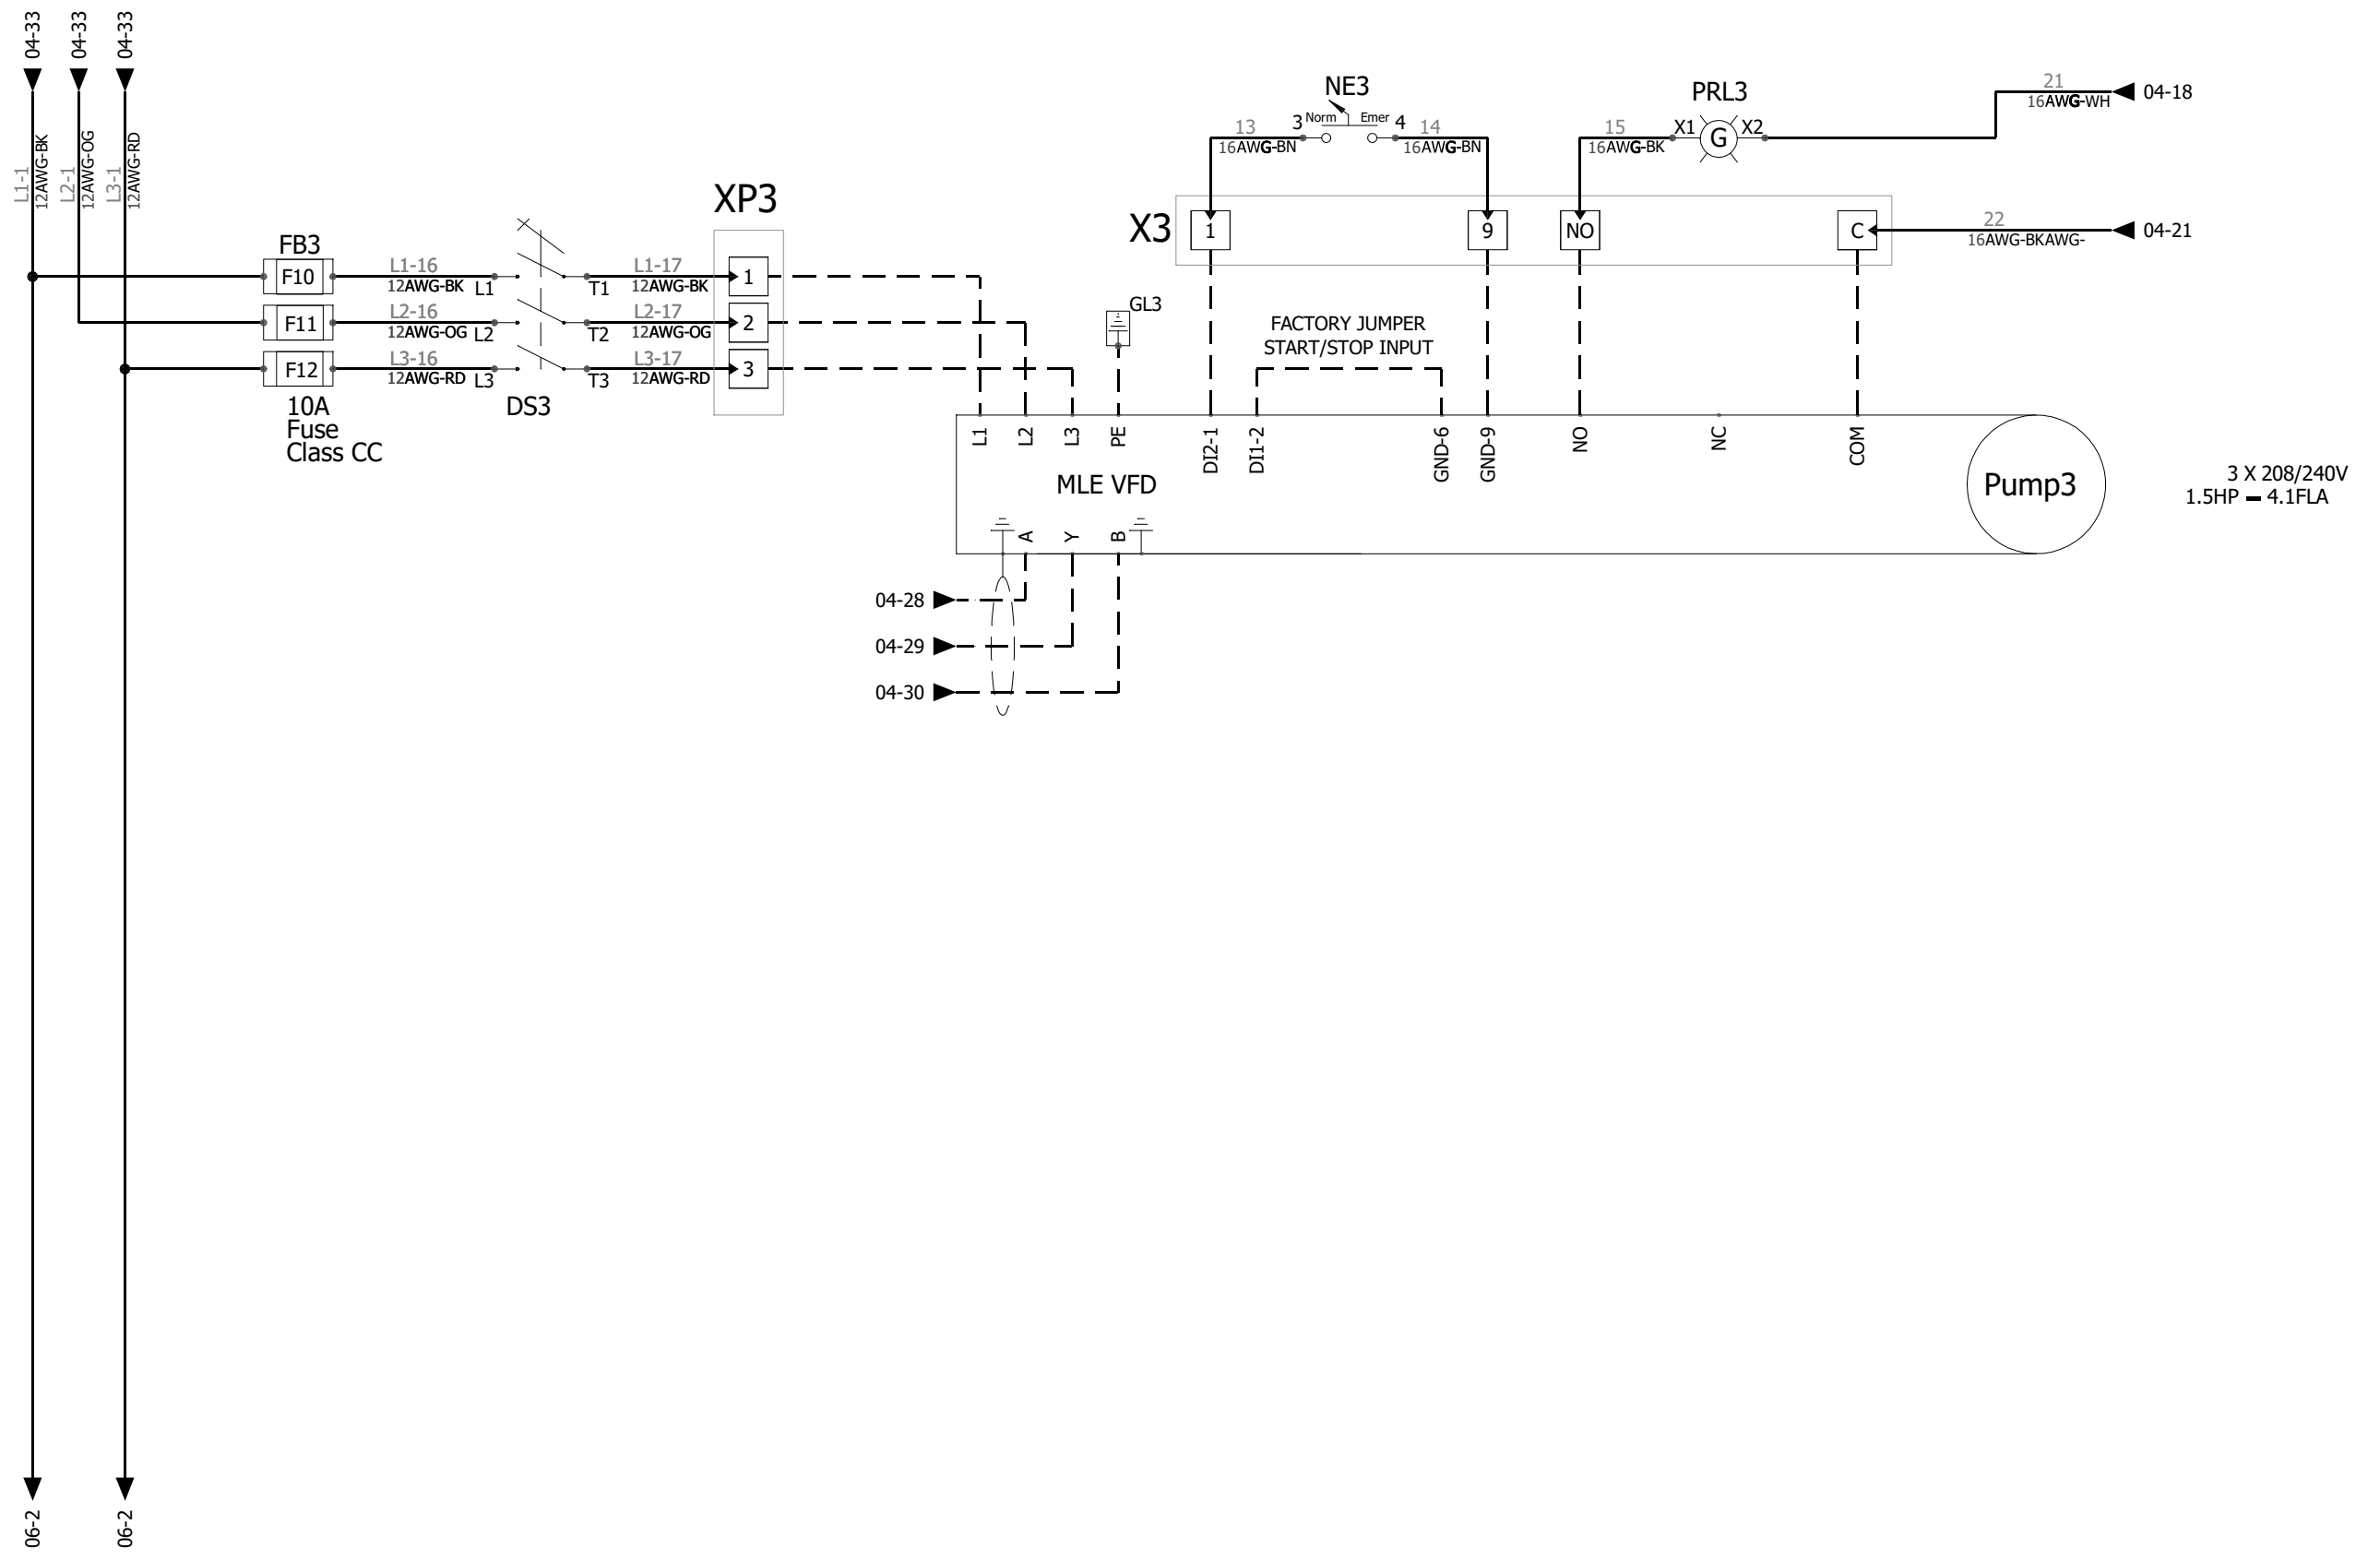 04-33
04-33
04-33
L1-1
12AWG-BK
L2-1
12AWG-OG
L3-1
12AWG-RD
FB3
F10
F11
F12
10A
Fuse
Class CC
L1-16
12AWG-BK L1
L2-16
12AWG-OG L2
L3-16
12AWG-RD L3
DS3
T1
T2
T3
L1-17
12AWG-BK
L2-17
12AWG-OG
L3-17
12AWG-RD
XP3
1
2
3
NE3
13
16AWG-BN
3 Norm Emer 4
14
16AWG-BN
PRL3
15
16AWG-BK
X1 G X2
21
16AWG-WH
04-18
X3
1
9
NO
C
22
16AWG-BKAWG-
04-21
GL3
FACTORY JUMPER
START/STOP INPUT
L1
L2
L3
PE
DI2-1
DI1-2
GND-6
GND-9
NO
NC
COM
MLE VFD
Pump3
3 X 208/240V
1.5HP - 4.1FLA
A
Y
B
04-28
04-29
04-30
06-2
06-2